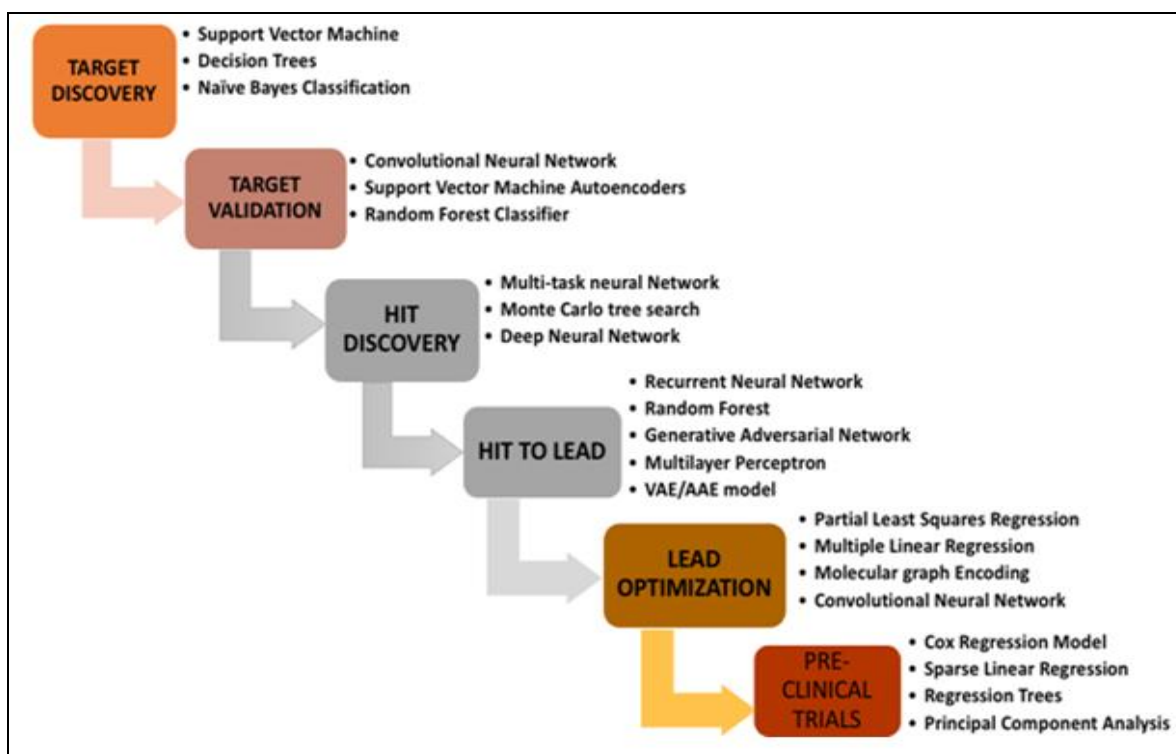 TARGET
DISCOVERY
• Support Vector Machine
• Decision Trees
• Naïve Bayes Classification
TARGET
VALIDATION
• Convolutional Neural Network
• Support Vector Machine Autoencoders
• Random Forest Classifier
HIT
DISCOVERY
• Multi-task neural Network
• Monte Carlo tree search
• Deep Neural Network
HIT TO LEAD
• Recurrent Neural Network
• Random Forest
• Generative Adversarial Network
• Multilayer Perceptron
• VAE/AAE model
LEAD
OPTIMIZATION
• Partial Least Squares Regression
• Multiple Linear Regression
• Molecular graph Encoding
• Convolutional Neural Network
PRE-
CLINICAL
TRIALS
• Cox Regression Model
• Sparse Linear Regression
• Regression Trees
• Principal Component Analysis